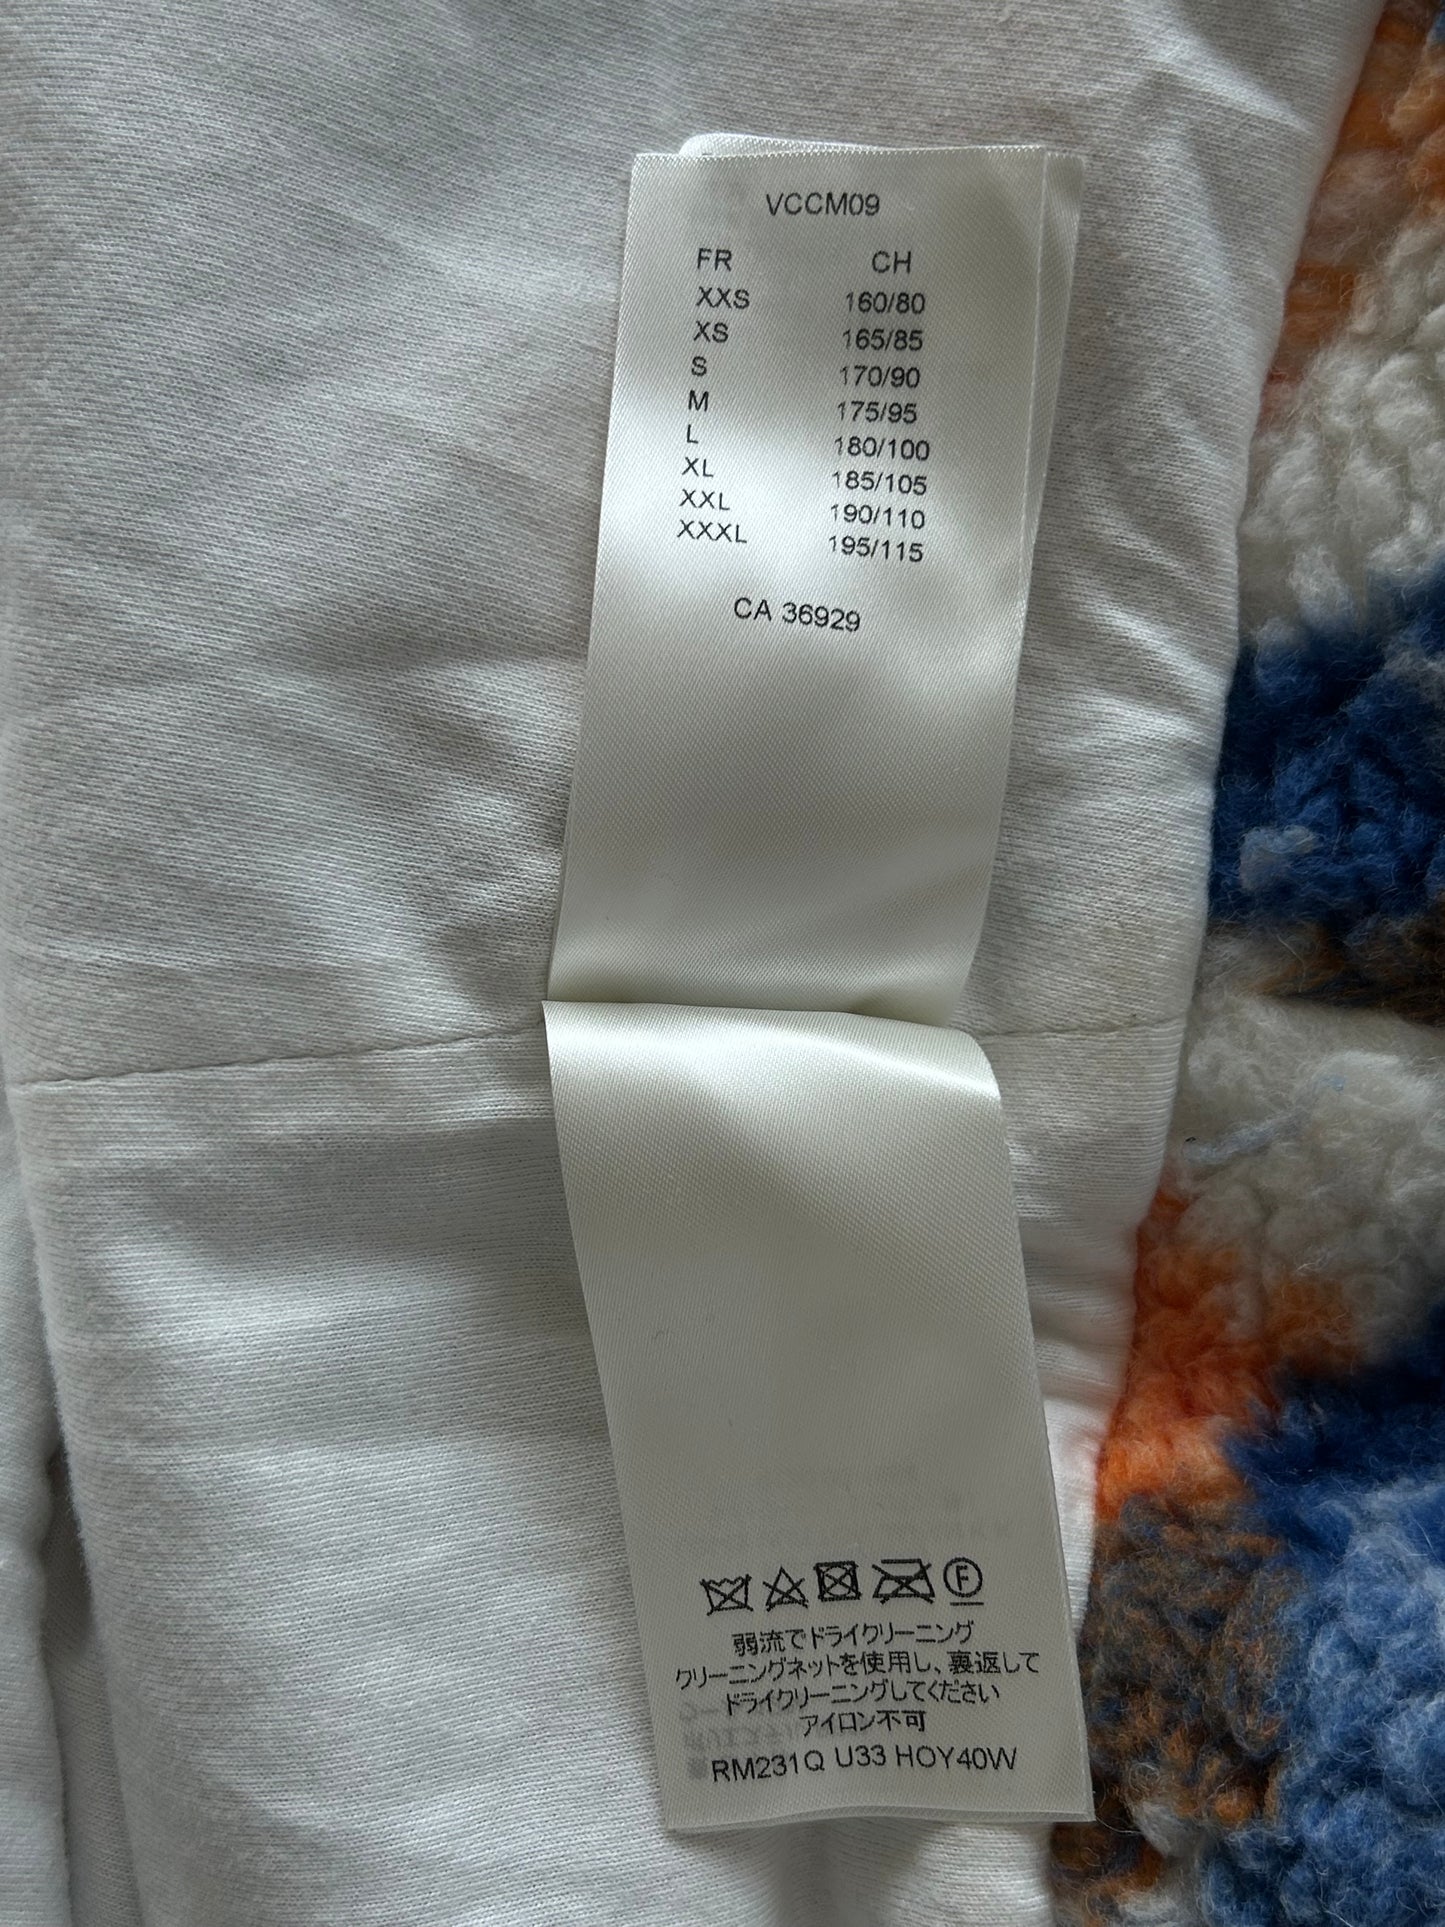 VCCM09
FR CH
XXS 160/80
XS 165/85
S 170/90
M 175/95
L 180/100
XL 185/105
XXL 190/110
XXXL 195/115
CA 36929
F
弱流でドライクリーニング
クリーニングネットを使用し、裏返して
ドライクリーニングしてください
アイロン不可
RM231Q U33 HOY40W